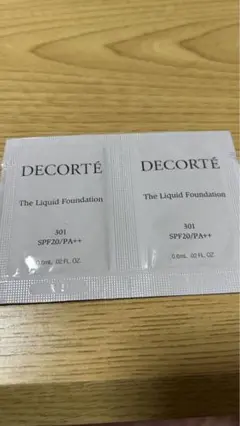 DECORTÉ
The Liquid Foundation
301
SPF20/PA++
0.6mL .02 FL. OZ.
DECORTÉ
The Liquid Foundation
301
SPF20/PA++
0.6mL .02 FL. OZ.